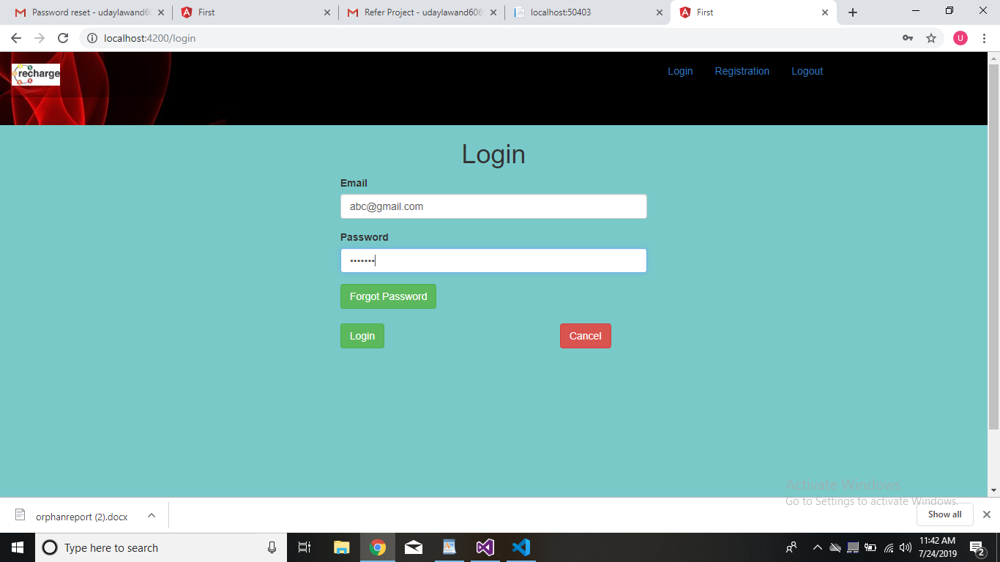 Password reset - udaylawand60
First
Refer Project - udaylawand606
localhost:50403
First
localhost:4200/login
U
recharge
Login Registration Logout
Login
Email
abc@gmail.com
Password
•••••••
Forgot Password
Login Cancel
Activate Windows
Go to Settings to activate Windows.
orphanreport (2).docx
Show all
Type here to search
11:42 AM
7/24/2019
2